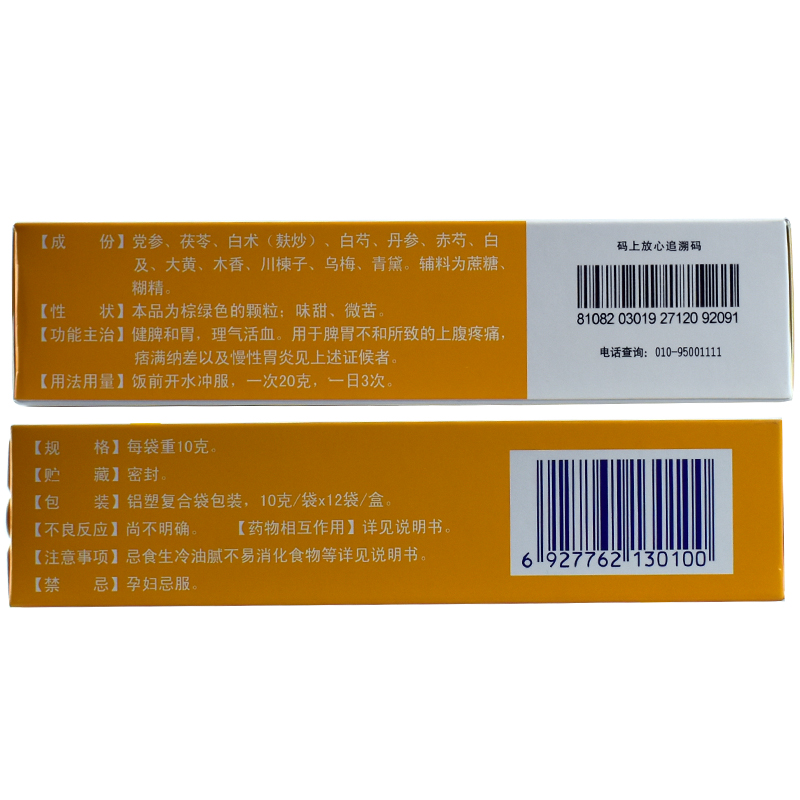 【成　　份】党参、茯苓、白术（麸炒）、白芍、丹参、赤芍、白
及、大黄、木香、川楝子、乌梅、青黛。辅料为蔗糖、
糊精。
【性　　状】本品为棕绿色的颗粒；味甜、微苦。
【功能主治】健脾和胃，理气活血。用于脾胃不和所致的上腹疼痛，
痞满纳差以及慢性胃炎见上述证候者。
【用法用量】饭前开水冲服，一次20克，一日3次。
码上放心追溯码
81082 03019 27120 92091
电话查询：010-95001111
【规　　格】每袋重10克。
【贮　　藏】密封。
【包　　装】铝塑复合袋包装，10克/袋x12袋/盒。
【不良反应】尚不明确。　【药物相互作用】详见说明书。
【注意事项】忌食生冷油腻不易消化食物等详见说明书。
【禁　　忌】孕妇忌服。
6 927762 130100